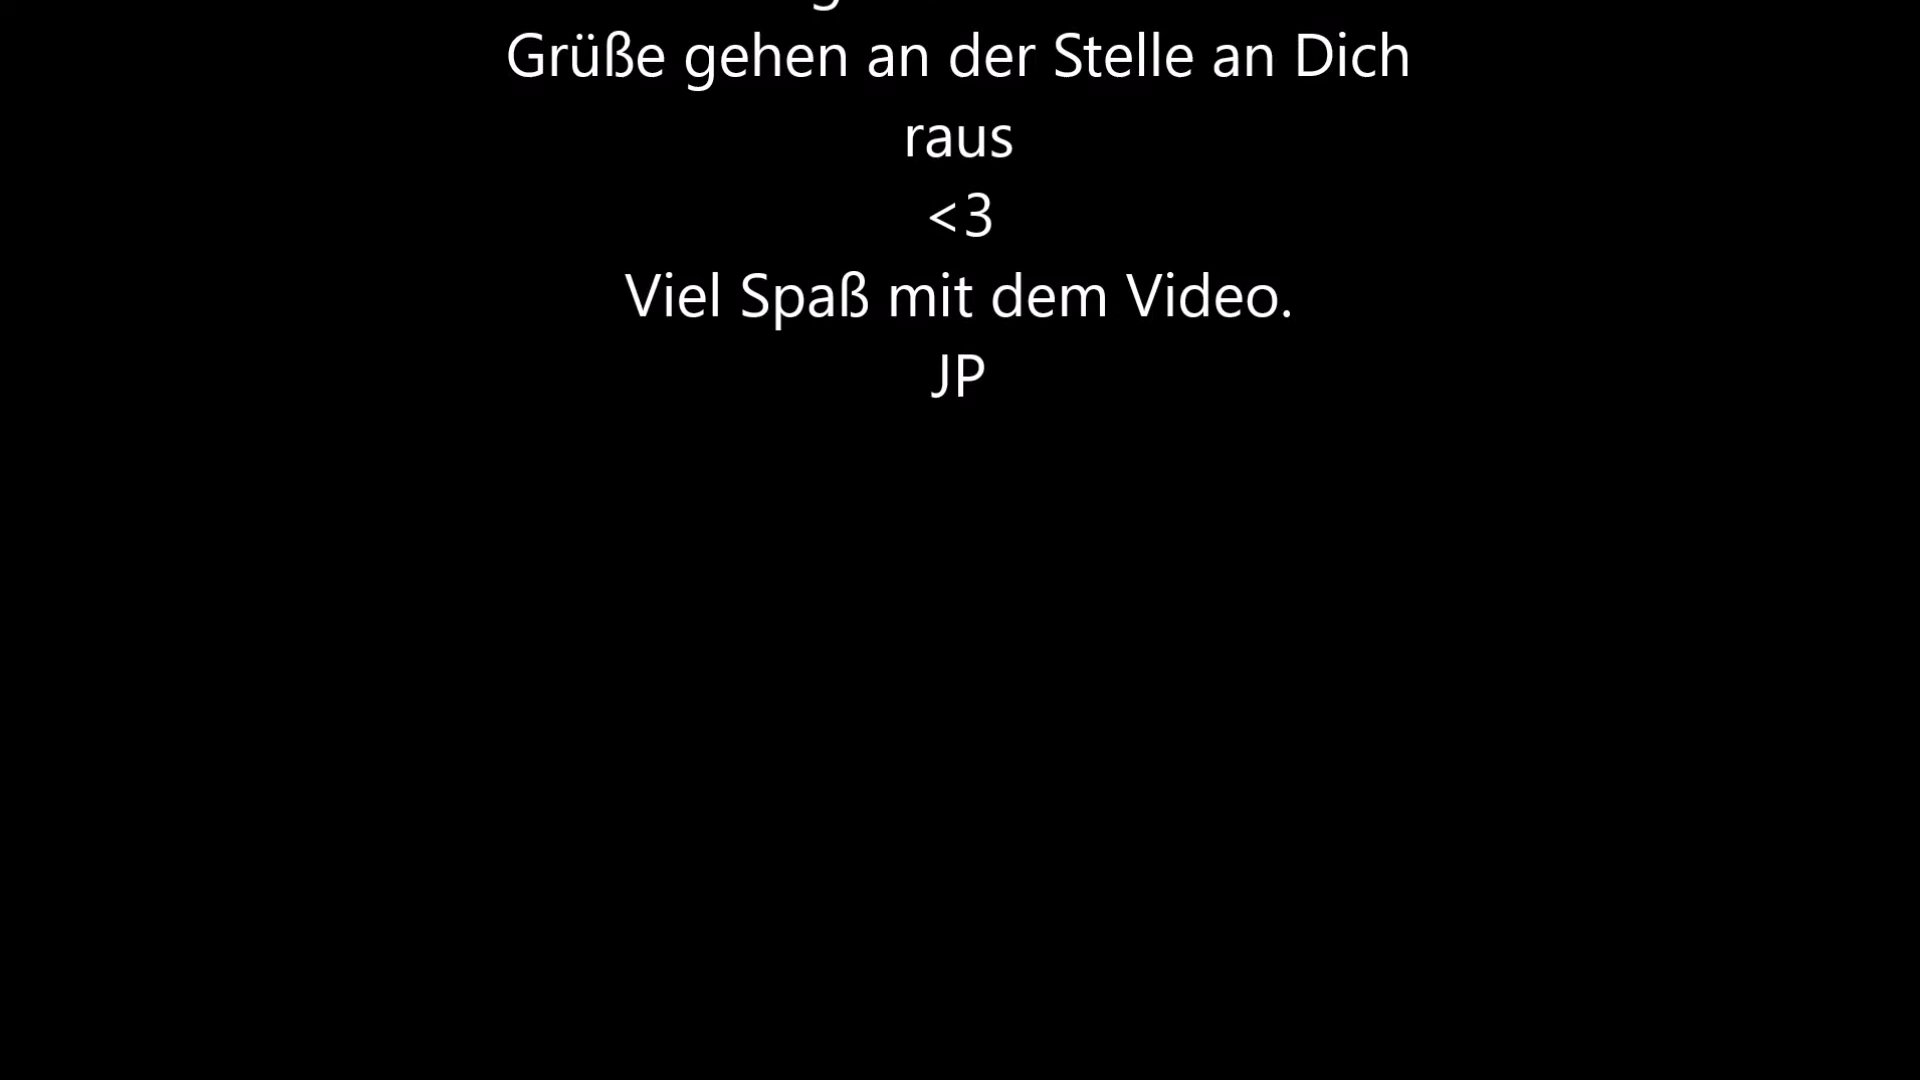 Grüße gehen an der Stelle an Dich
raus
<3
Viel Spaß mit dem Video.
JP